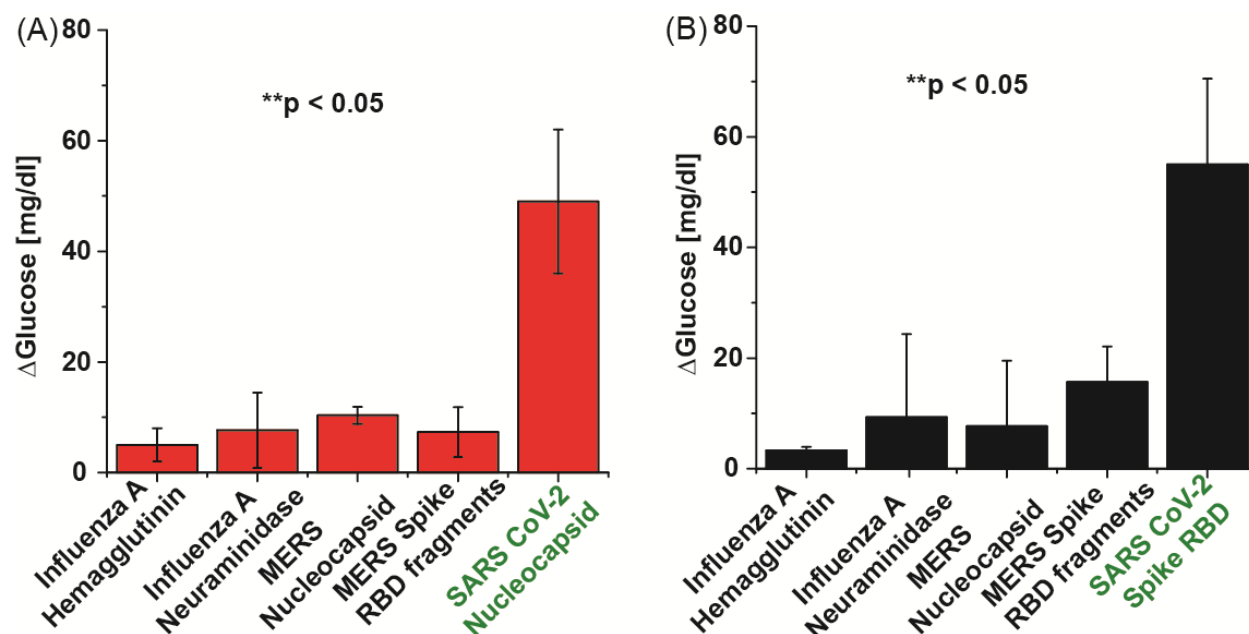 (A)
80
60
40
20
0
ΔGlucose [mg/dl]
**p < 0.05
Influenza A
Hemagglutinin
Influenza A
Neuraminidase
MERS
Nucleocapsid
MERS Spike
RBD fragments
SARS CoV-2
Nucleocapsid
(B)
80
60
40
20
0
ΔGlucose [mg/dl]
**p < 0.05
Influenza A
Hemagglutinin
Influenza A
Neuraminidase
MERS
Nucleocapsid
MERS Spike
RBD fragments
SARS CoV-2
Spike RBD